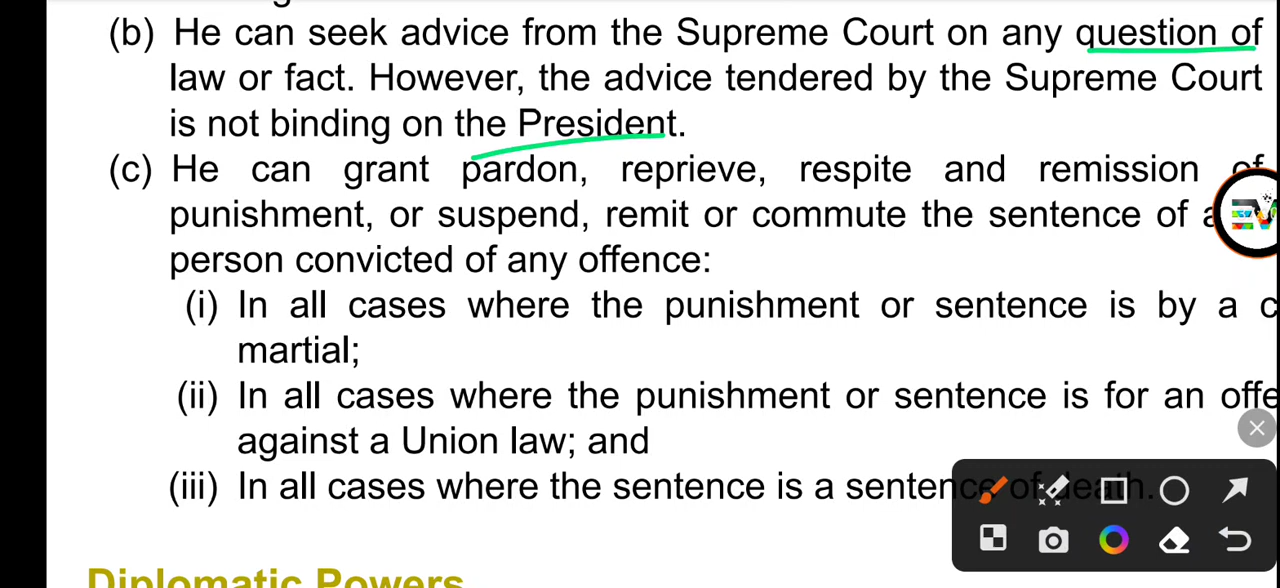 (b) He can seek advice from the Supreme Court on any question of
law or fact. However, the advice tendered by the Supreme Court
is not binding on the President.
(c) He can grant pardon, reprieve, respite and remission of
punishment, or suspend, remit or commute the sentence of
person convicted of any offence:
(i) In all cases where the punishment or sentence is by a
martial;
(ii) In all cases where the punishment or sentence is for an
against a Union law; and
(iii) In all cases where the sentence is a sentence of death.
Diplomatic Powers